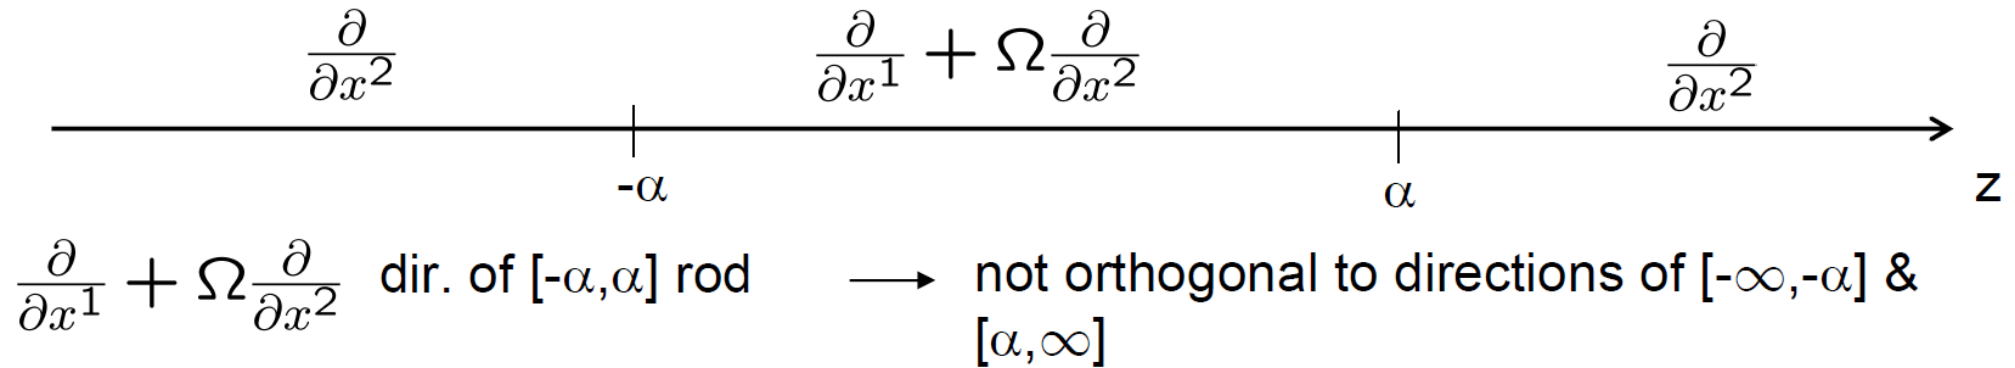 ∂/∂x² ∂/∂x¹ + Ω ∂/∂x² ∂/∂x²
-α α z
∂/∂x¹ + Ω ∂/∂x² dir. of [-α,α] rod → not orthogonal to directions of [-∞,-α] &
[α,∞]